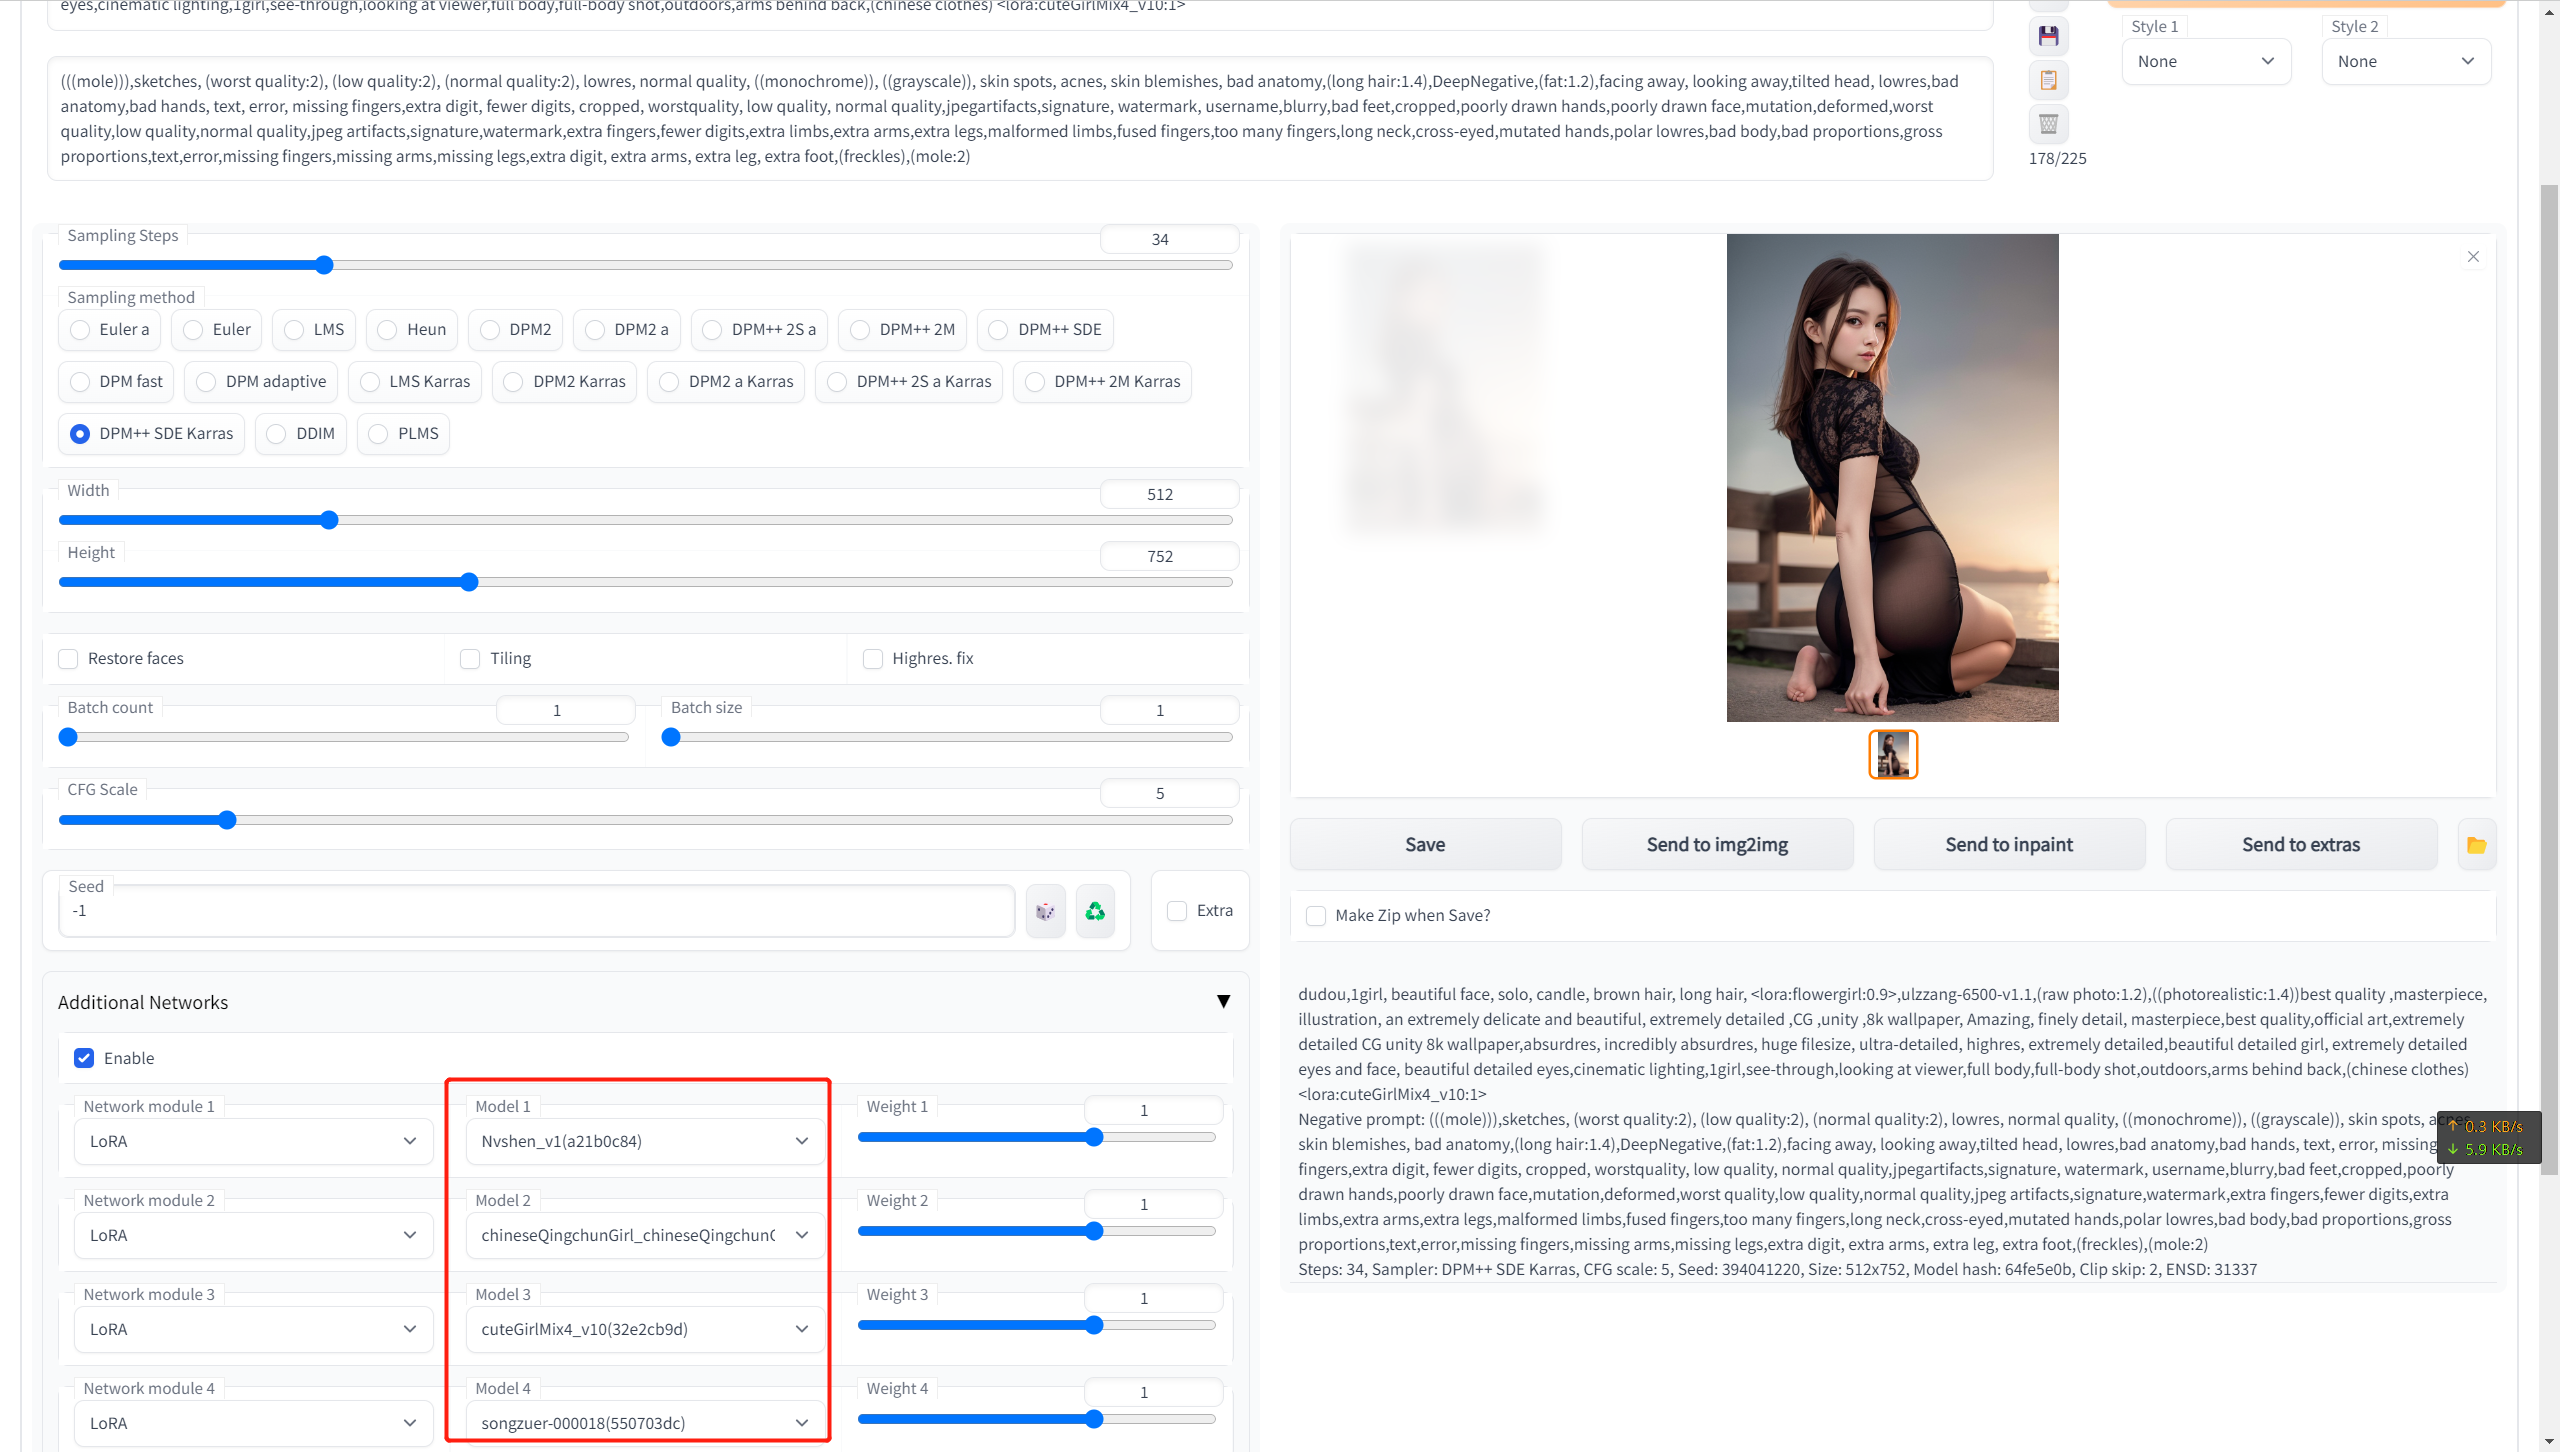 eyes,cinematic lighting,1girl,see-through,looking at viewer,full body,full-body shot,outdoors,arms behind back,(chinese clothes) <lora:cuteGirlMix4_v10:1>
Style 1
Style 2
None
None
(((mole))),sketches, (worst quality:2), (low quality:2), (normal quality:2), lowres, normal quality, ((monochrome)), ((grayscale)), skin spots, acnes, skin blemishes, bad anatomy,(long hair:1.4),DeepNegative,(fat:1.2),facing away, looking away,tilted head, lowres,bad
anatomy,bad hands, text, error, missing fingers,extra digit, fewer digits, cropped, worstquality, low quality, normal quality,jpegartifacts,signature, watermark, username,blurry,bad feet,cropped,poorly drawn hands,poorly drawn face,mutation,deformed,worst
quality,low quality,normal quality,jpeg artifacts,signature,watermark,extra fingers,fewer digits,extra limbs,extra arms,extra legs,malformed limbs,fused fingers,too many fingers,long neck,cross-eyed,mutated hands,polar lowres,bad body,bad proportions,gross
proportions,text,error,missing fingers,missing arms,missing legs,extra digit, extra arms, extra leg, extra foot,(freckles),(mole:2)
178/225
Sampling Steps
34
Sampling method
Euler a
Euler
LMS
Heun
DPM2
DPM2 a
DPM++ 2S a
DPM++ 2M
DPM++ SDE
DPM fast
DPM adaptive
LMS Karras
DPM2 Karras
DPM2 a Karras
DPM++ 2S a Karras
DPM++ 2M Karras
DPM++ SDE Karras
DDIM
PLMS
Width
512
Height
752
Restore faces
Tiling
Highres. fix
Batch count
1
Batch size
1
CFG Scale
5
Seed
-1
Extra
Additional Networks
▼
Enable
Network module 1
LoRA
Model 1
Nvshen_v1(a21b0c84)
Weight 1
1
Network module 2
LoRA
Model 2
chineseQingchunGirl_chineseQingchunG
Weight 2
1
Network module 3
LoRA
Model 3
cuteGirlMix4_v10(32e2cb9d)
Weight 3
1
Network module 4
LoRA
Model 4
songzuer-000018(550703dc)
Weight 4
1
Save
Send to img2img
Send to inpaint
Send to extras
Make Zip when Save?
dudou,1girl, beautiful face, solo, candle, brown hair, long hair, <lora:flowergirl:0.9>,ulzzang-6500-v1.1,(raw photo:1.2),((photorealistic:1.4))best quality ,masterpiece,
illustration, an extremely delicate and beautiful, extremely detailed ,CG ,unity ,8k wallpaper, Amazing, finely detail, masterpiece,best quality,official art,extremely
detailed CG unity 8k wallpaper,absurdres, incredibly absurdres, huge filesize, ultra-detailed, highres, extremely detailed,beautiful detailed girl, extremely detailed
eyes and face, beautiful detailed eyes,cinematic lighting,1girl,see-through,looking at viewer,full body,full-body shot,outdoors,arms behind back,(chinese clothes)
<lora:cuteGirlMix4_v10:1>
Negative prompt: (((mole))),sketches, (worst quality:2), (low quality:2), (normal quality:2), lowres, normal quality, ((monochrome)), ((grayscale)), skin spots, acnes,
skin blemishes, bad anatomy,(long hair:1.4),DeepNegative,(fat:1.2),facing away, looking away,tilted head, lowres,bad anatomy,bad hands, text, error, missing
fingers,extra digit, fewer digits, cropped, worstquality, low quality, normal quality,jpegartifacts,signature, watermark, username,blurry,bad feet,cropped,poorly
drawn hands,poorly drawn face,mutation,deformed,worst quality,low quality,normal quality,jpeg artifacts,signature,watermark,extra fingers,fewer digits,extra
limbs,extra arms,extra legs,malformed limbs,fused fingers,too many fingers,long neck,cross-eyed,mutated hands,polar lowres,bad body,bad proportions,gross
proportions,text,error,missing fingers,missing arms,missing legs,extra digit, extra arms, extra leg, extra foot,(freckles),(mole:2)
Steps: 34, Sampler: DPM++ SDE Karras, CFG scale: 5, Seed: 394041220, Size: 512x752, Model hash: 64fe5e0b, Clip skip: 2, ENSD: 31337
↑ 0.3 KB/s
↓ 5.9 KB/s